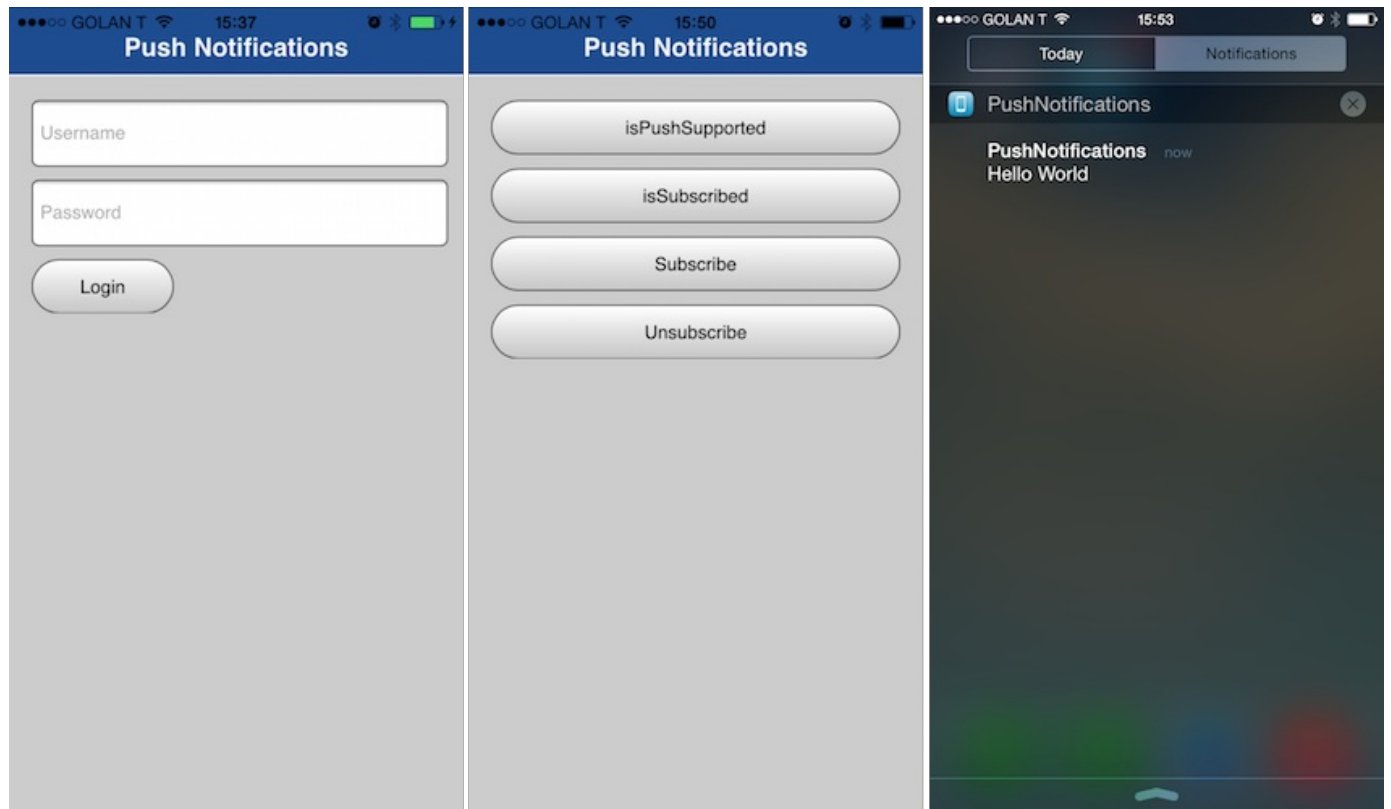 GOLAN T 15:37
Push Notifications
Username
Password
Login
GOLAN T 15:50
Push Notifications
isPushSupported
isSubscribed
Subscribe
Unsubscribe
GOLAN T 15:53
Today Notifications
PushNotifications
PushNotifications now
Hello World